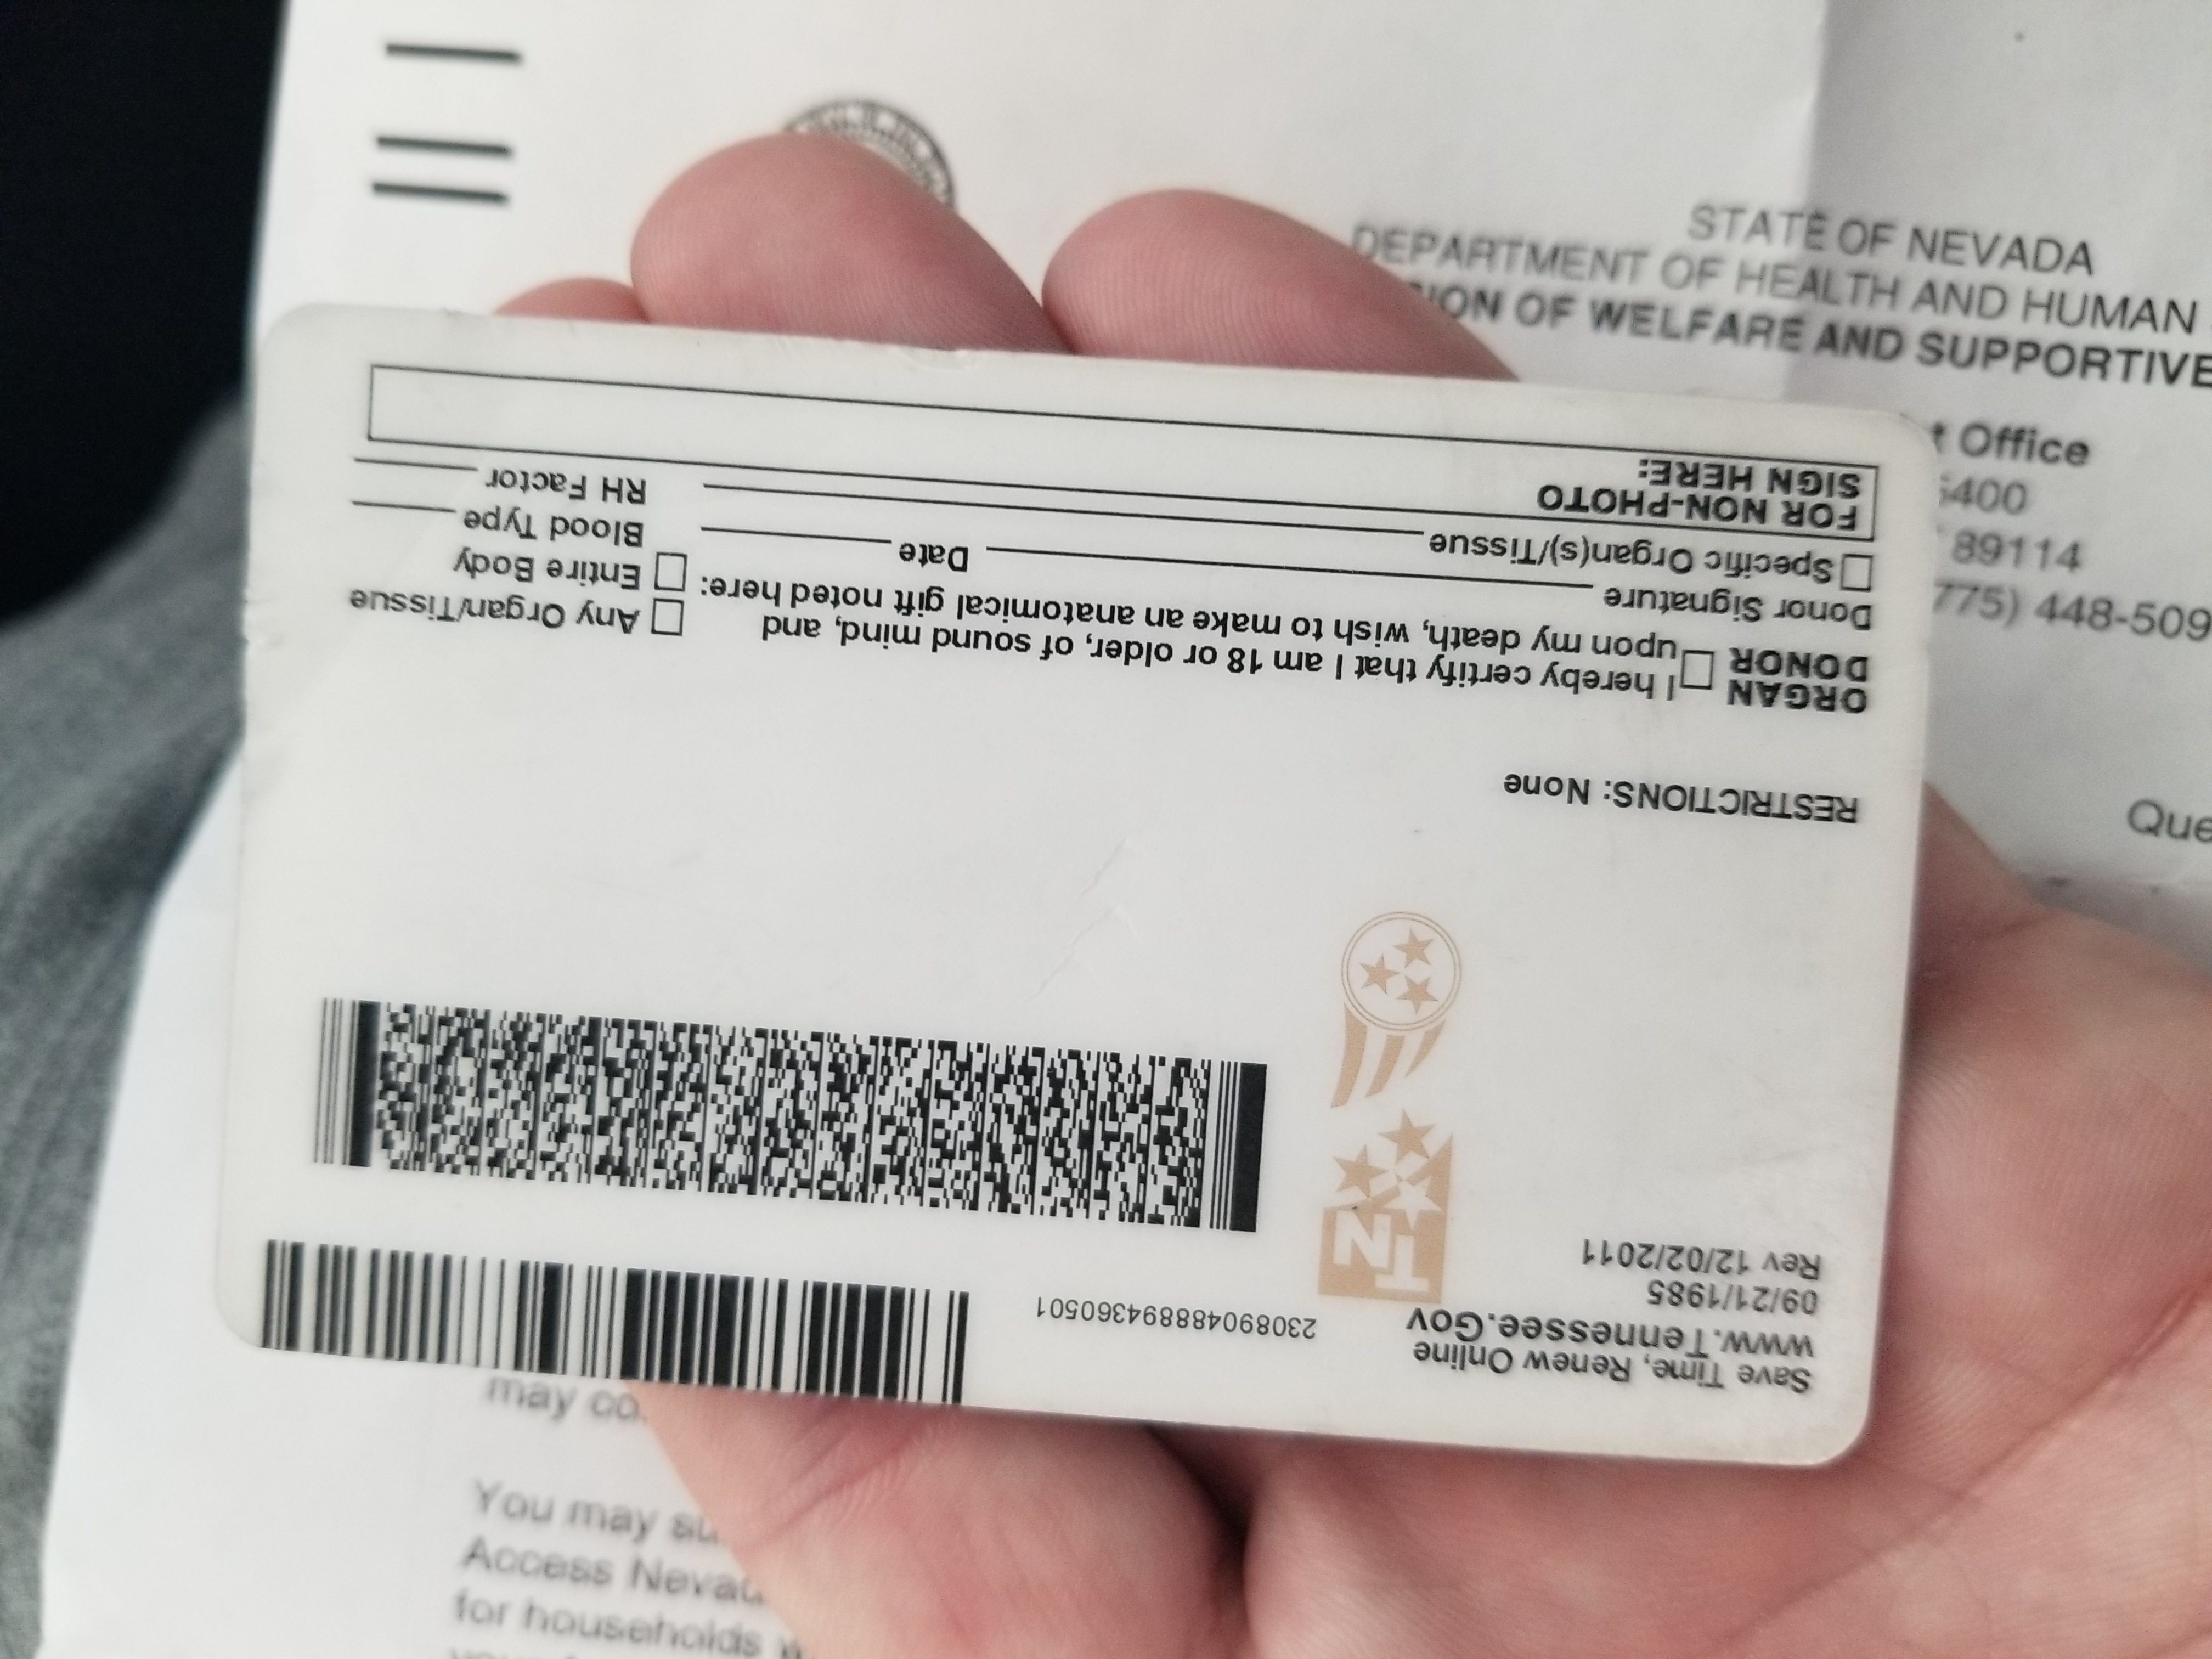 STATE OF NEVADA
DEPARTMENT OF HEALTH AND HUMAN
ION OF WELFARE AND SUPPORTIVE
t Office
5400
89114
775) 448-509
Que
Save Time, Renew Online
www.Tennessee.Gov
09/21/1985
Rev 12/02/2011
2308904888894360501
TN
RESTRICTIONS: None
ORGAN
DONOR
I hereby certify that I am 18 or older, of sound mind, and
upon my death, wish to make an anatomical gift noted here:
Any Organ/Tissue
Entire Body
Donor Signature
Date
Blood Type
Specific Organ(s)/Tissue
RH Factor
FOR NON-PHOTO
SIGN HERE:
may co
You may su
Access Nevad
for households